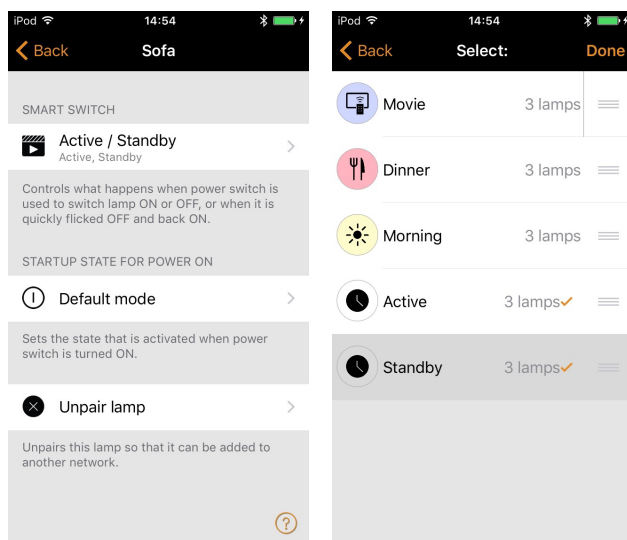 iPod 14:54
Back Sofa
SMART SWITCH
Active / Standby
Active, Standby
Controls what happens when power switch is
used to switch lamp ON or OFF, or when it is
quickly flicked OFF and back ON.
STARTUP STATE FOR POWER ON
Default mode
Sets the state that is activated when power
switch is turned ON.
Unpair lamp
Unpairs this lamp so that it can be added to
another network.
?
iPod 14:54
Back Select: Done
Movie 3 lamps
Dinner 3 lamps
Morning 3 lamps
Active 3 lamps
Standby 3 lamps